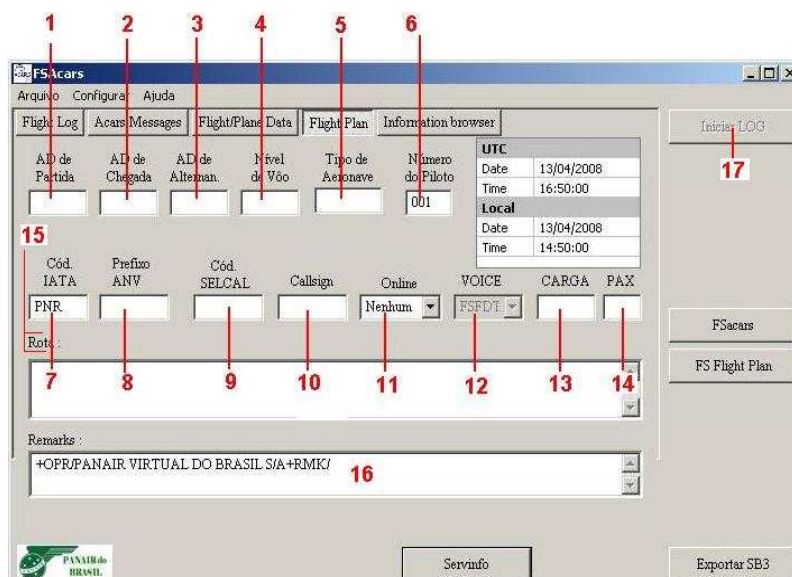 1 2 3 4 5 6
FSAcars
Arquivo Configurar Ajuda
Flight Log Acars Messages Flight/Plane Data Flight Plan Information browser
Iniciar LOG
17
AD de Partida
AD de Chegada
AD de Alternan.
Nível de Vôo
Tipo de Aeronave
Número do Piloto
001
UTC
Date 13/04/2008
Time 16:50:00
Local
Date 13/04/2008
Time 14:50:00
15
Cód. IATA
Prefixo ANV
Cód. SELCAL
Callsign
Online
VOICE
CARGA
PAX
PNR
Nenhum
FSFDT
Rota :
7 8 9 10 11 12 13 14
FSacars
FS Flight Plan
Remarks :
+OPR/PANAIR VIRTUAL DO BRASIL S/A+RMK/
16
PANAIR do BRASIL
Servinfo
Exportar SB3